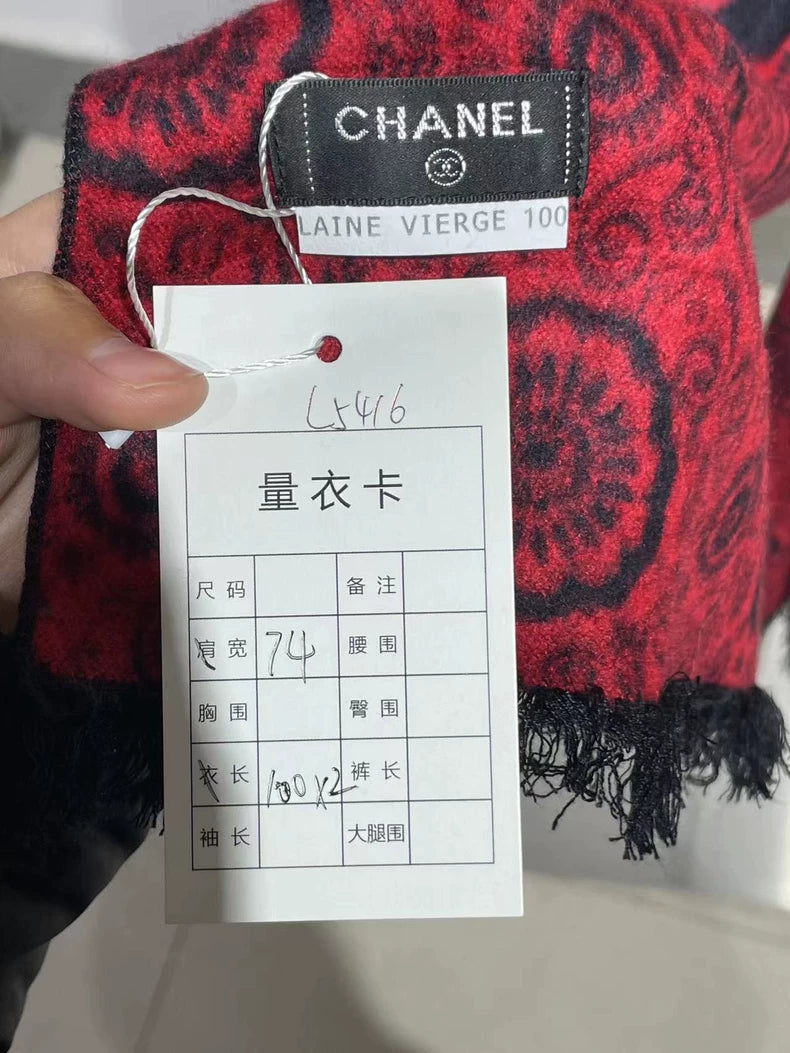 CHANEL
LAINE VIERGE 100
L5416
量衣卡
尺码 备注
肩宽 74 腰围
胸围 臀围
衣长 100x2 裤长
袖长 大腿围